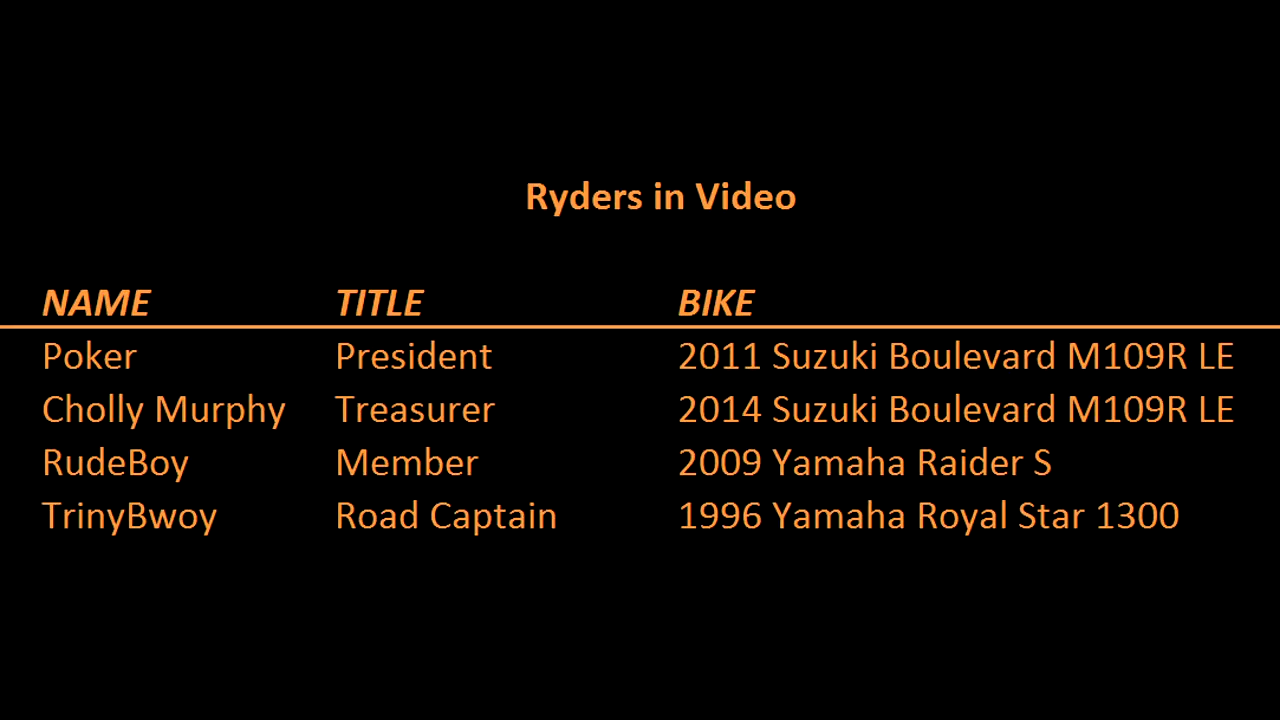 Ryders in Video
NAME TITLE BIKE
Poker President 2011 Suzuki Boulevard M109R LE
Cholly Murphy Treasurer 2014 Suzuki Boulevard M109R LE
RudeBoy Member 2009 Yamaha Raider S
TrinyBwoy Road Captain 1996 Yamaha Royal Star 1300